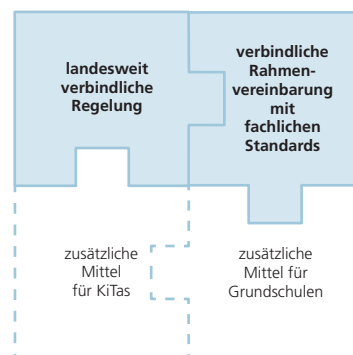 landesweit
verbindliche
Regelung
verbindliche
Rahmen-
vereinbarung
mit
fachlichen
Standards
zusätzliche
Mittel
für KiTas
zusätzliche
Mittel für
Grundschulen